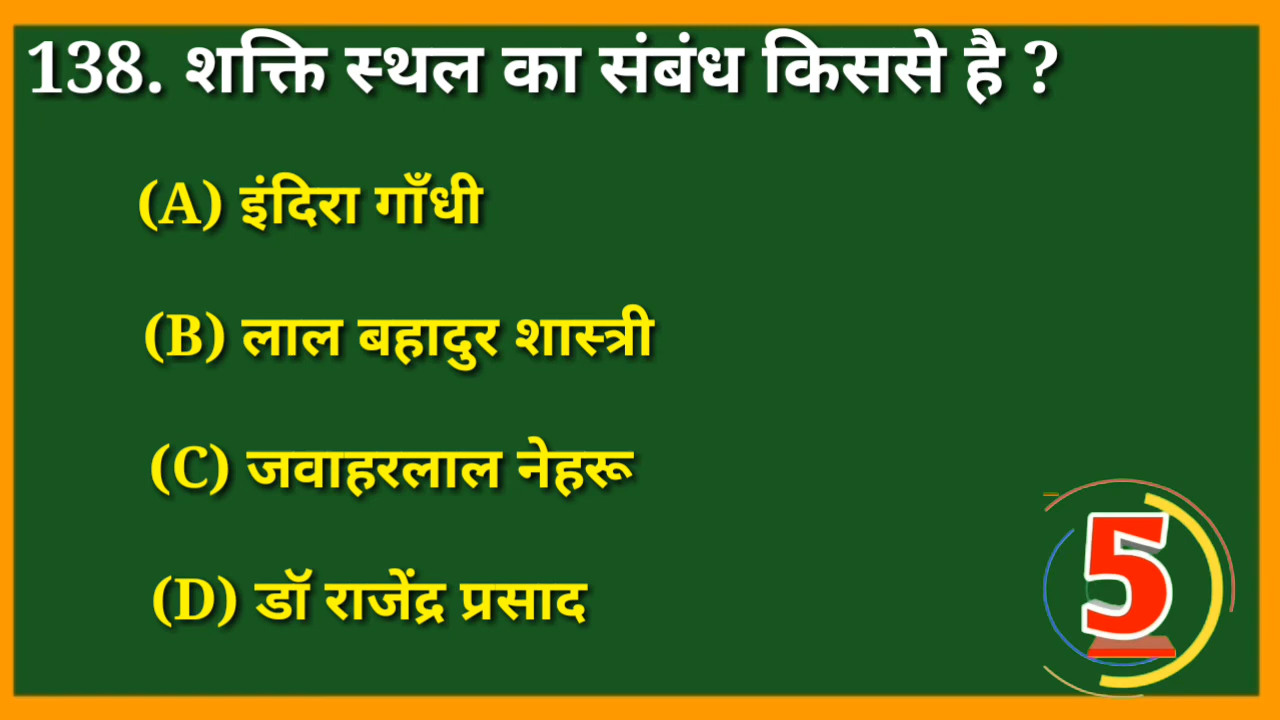 138. शक्ति स्थल का संबंध किससे है ?
(A) इंदिरा गाँधी
(B) लाल बहादुर शास्त्री
(C) जवाहरलाल नेहरू
(D) डॉ राजेंद्र प्रसाद
5